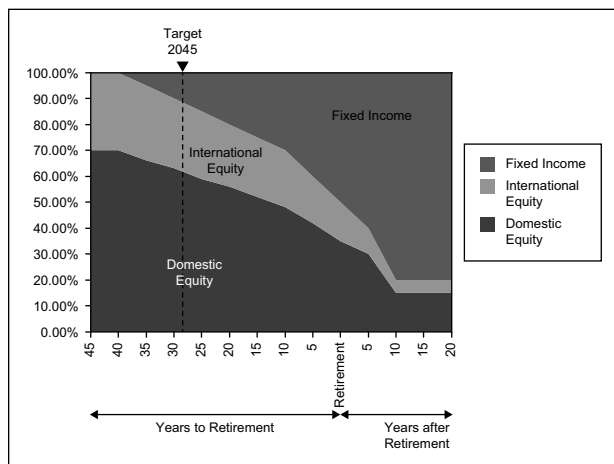 Target
2045
100.00%
90.00%
80.00%
70.00%
60.00%
50.00%
40.00%
30.00%
20.00%
10.00%
0.00%
Fixed Income
International
Equity
Domestic
Equity
45
40
35
30
25
20
15
10
5
Retirement
5
10
15
20
Years to Retirement
Years after
Retirement
Fixed Income
International
Equity
Domestic
Equity